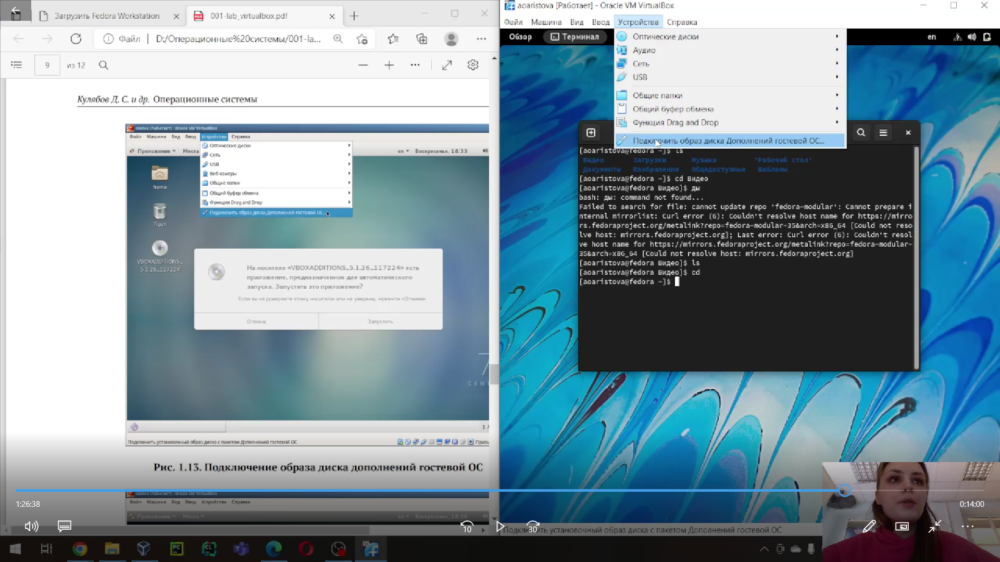 Загрузить Fedora Workstation
001-lab_virtualbox.pdf
Файл
D:/Операционные%20системы/001-la...
9
из 12
Кулябов Д. С. и др. Операционные системы
centos [Работает] - Oracle VM VirtualBox
Файл Машина Вид Ввод Устройства Справка
Приложения Места
en Воскресенье, 18:33
Оптические диски
Сеть
USB
Веб-камеры
Общие папки
Общий буфер обмена
Функция Drag and Drop
Подключить образ диска Дополнений гостевой ОС...
home
Trash
VBOXADDITIONS_
5.1.26_117224
На носителе «VBOXADDITIONS_5.1.26_117224» есть
приложение, предназначенное для автоматического
запуска. Запустить это приложение?
Если вы не доверяете этому носителю или не уверены, нажмите «Отмена».
Отмена
Запустить
7
CENT
1 /
Подключить установочный образ диска с пакетом Дополнений гостевой ОС
Правы
Рис. 1.13. Подключение образа диска дополнений гостевой ОС
centos [Работает] - Oracle VM VirtualBox
Файл Машина Вид Ввод Устройства Справка
Приложения Места
en Воскресенье, 18:36
aoaristova [Работает] - Oracle VM VirtualBox
Файл Машина Вид Ввод Устройства Справка
Обзор
Терминал
en
Оптические диски
Аудио
Сеть
USB
Общие папки
Общий буфер обмена
Функция Drag and Drop
Подключить образ диска Дополнений гостевой ОС...
[aoaristova@fedora ~]$ ls
Видео Загрузки Музыка 'Рабочий стол'
Документы Изображения Общедоступные Шаблоны
[aoaristova@fedora ~]$ cd Видео
[aoaristova@fedora Видео]$ ды
bash: ды: command not found...
Failed to search for file: cannot update repo 'fedora-modular': Cannot prepare i
nternal mirrorlist: Curl error (6): Couldn't resolve host name for https://mirro
rs.fedoraproject.org/metalink?repo=fedora-modular-35&arch=x86_64 [Could not reso
lve host: mirrors.fedoraproject.org]; Last error: Curl error (6): Couldn't resol
ve host name for https://mirrors.fedoraproject.org/metalink?repo=fedora-modular-
35&arch=x86_64 [Could not resolve host: mirrors.fedoraproject.org]
[aoaristova@fedora Видео]$ ls
[aoaristova@fedora Видео]$ cd
[aoaristova@fedora ~]$
Подключить установочный образ диска с пакетом Дополнений гостевой ОС
1:26:38
0:14:00
10
30